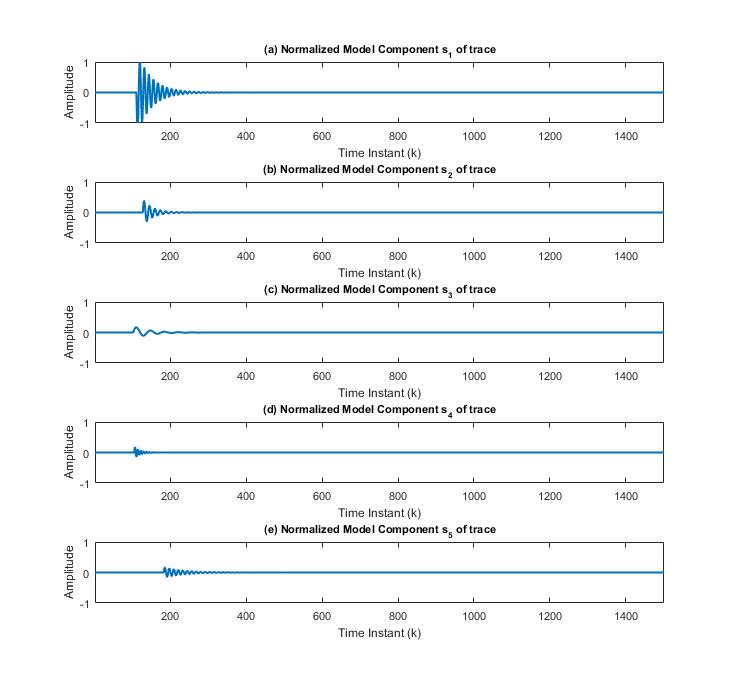 (a) Normalized Model Component s₁ of trace
1
0
-1
Amplitude
200 400 600 800 1000 1200 1400
Time Instant (k)
(b) Normalized Model Component s₂ of trace
1
0
-1
Amplitude
200 400 600 800 1000 1200 1400
Time Instant (k)
(c) Normalized Model Component s₃ of trace
1
0
-1
Amplitude
200 400 600 800 1000 1200 1400
Time Instant (k)
(d) Normalized Model Component s₄ of trace
1
0
-1
Amplitude
200 400 600 800 1000 1200 1400
Time Instant (k)
(e) Normalized Model Component s₅ of trace
1
0
-1
Amplitude
200 400 600 800 1000 1200 1400
Time Instant (k)